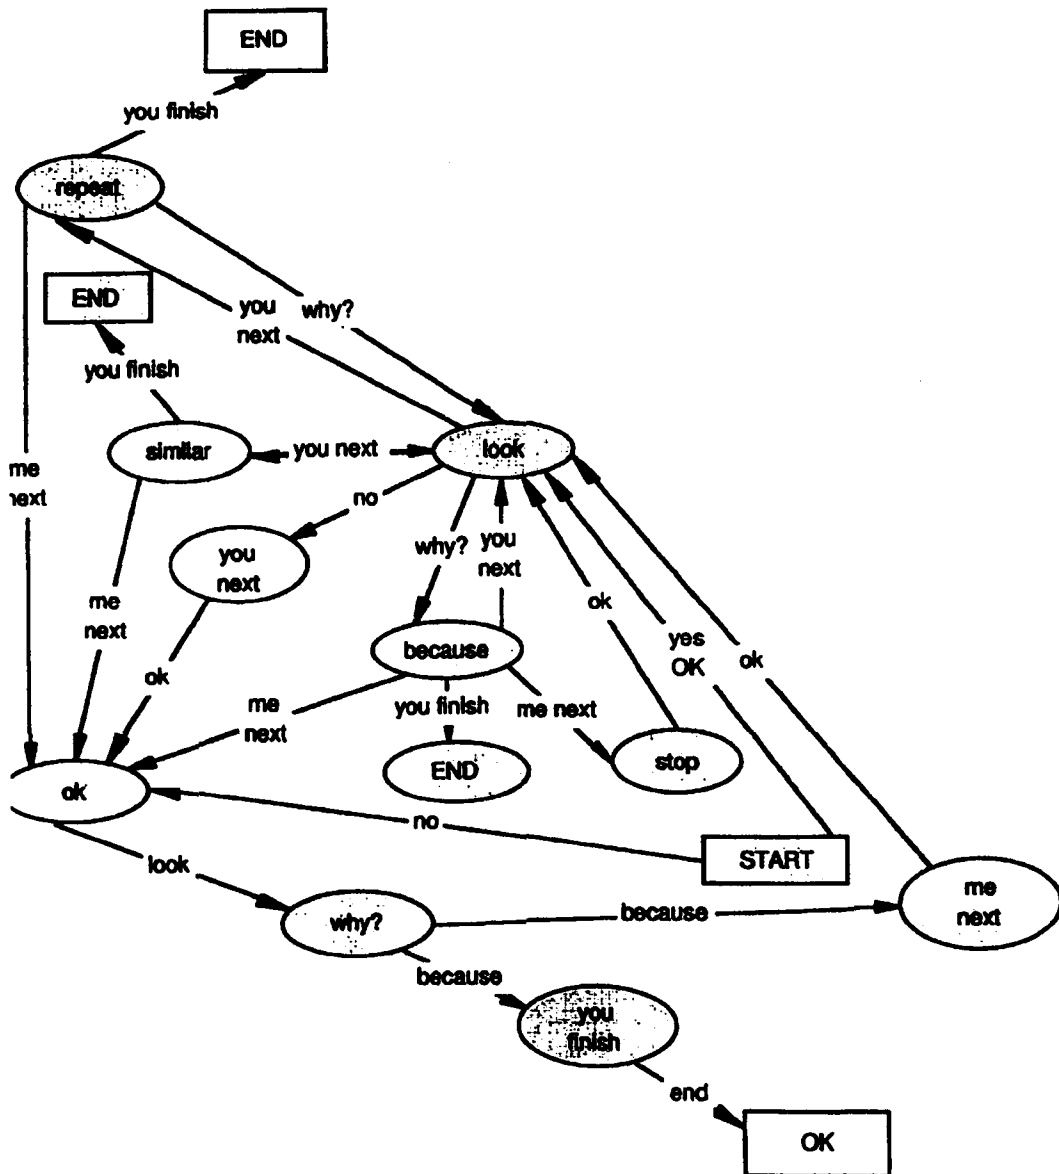 END
you finish
repeat
END
you
next
why?
you finish
similar
you next
look
me
next
no
you
next
why?
you
next
ok
me
next
because
yes
OK
ok
ok
me
next
you finish
me next
END
stop
ok
no
START
look
why?
because
me
next
because
you
finish
end
OK